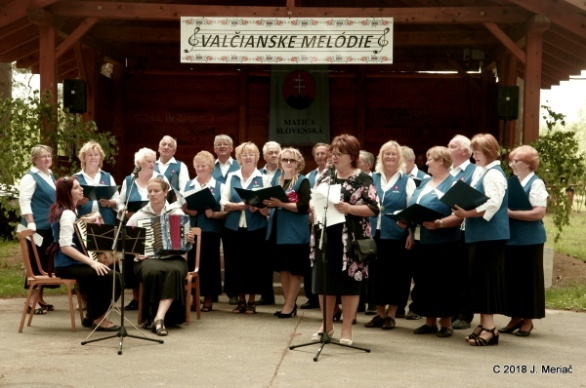 VALČIANSKE MELÓDIE
MATICA
SLOVENSKÁ
C 2018 J. Meriač